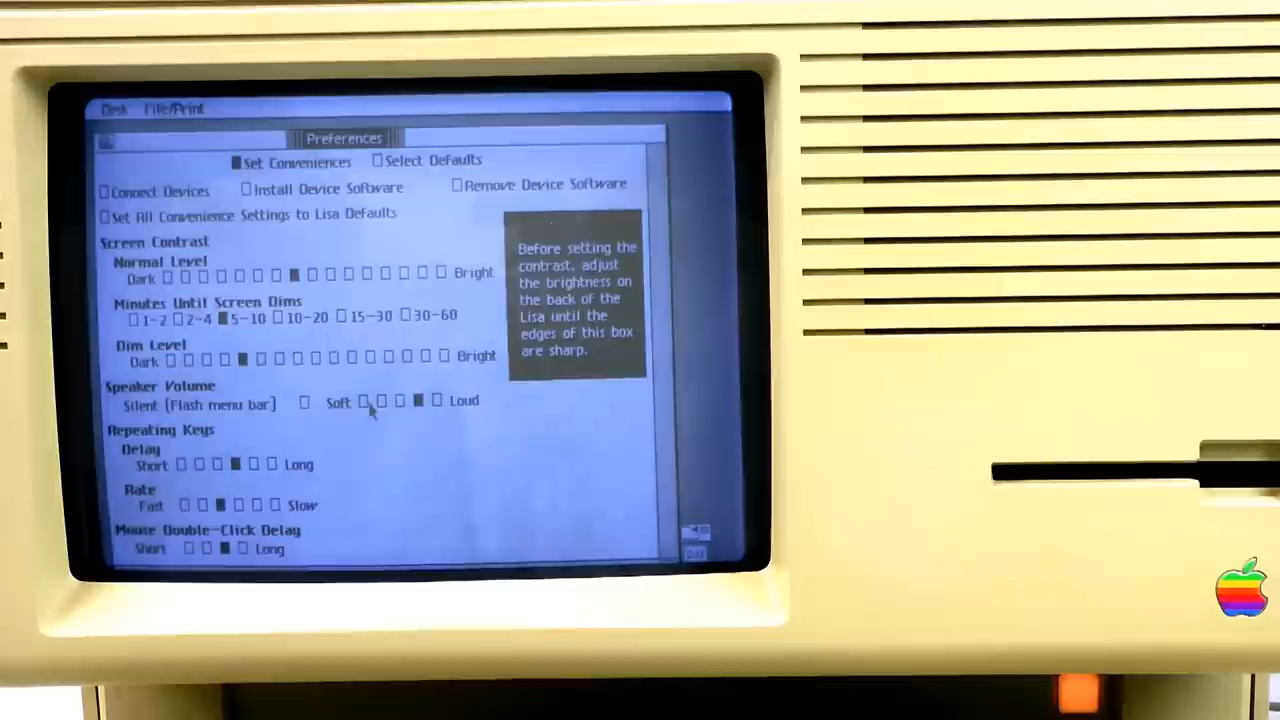 Desk File/Print
Preferences
Set Conveniences Select Defaults
Connect Devices Install Device Software Remove Device Software
Set All Convenience Settings to Lisa Defaults
Screen Contrast
Normal Level
Dark Bright
Minutes Until Screen Dims
1-2 2-4 5-10 10-20 15-30 30-60
Dim Level
Dark Bright
Before setting the
contrast, adjust
the brightness on
the back of the
Lisa until the
edges of this box
are sharp.
Speaker Volume
Silent (Flash menu bar) Soft Loud
Repeating Keys
Delay
Short Long
Rate
Fast Slow
Mouse Double-Click Delay
Short Long